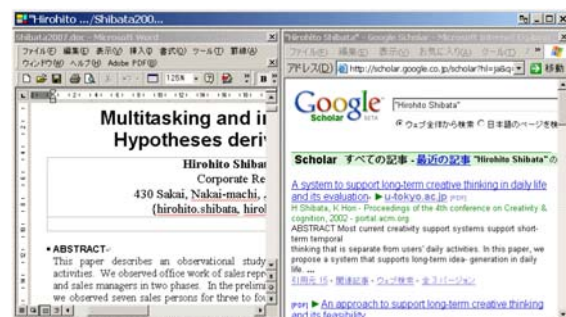 "Hirohito .../Shibata200...
Shibata2007.doc - Microsoft Word
ファイル(F) 編集(E) 表示(V) 挿入(I) 書式(O) ツール(T) 罫線(A)
ウィンドウ(W) ヘルプ(H) Adobe PDF(B)
125%
Multitasking and i
Hypotheses deri
Hirohito Shiba
Corporate Re
430 Sakai, Nakai-machi,
{hirohito.shibata, hirol
ABSTRACT
This paper describes an observational study
activities. We observed office work of sales repr
and sales managers in two phases. In the prelimi
we observed seven sales persons for three to fou
"Hirohito Shibata" - Google Scholar - Microsoft Internet Explorer
ファイル(F) 編集(E) 表示(V) お気に入り(A) ツール(T)
アドレス(D) http://scholar.google.co.jp/scholar?hl=ja&q= 移動
Google
Scholar BETA
"Hirohito Shibata"
ウェブ全体から検索 日本語のページを検
Scholar すべての記事 - 最近の記事 "Hirohito Shibata" の
A system to support long-term creative thinking in daily life
and its evaluation - u-tokyo.ac.jp [PDF]
H Shibata, K Hori - Proceedings of the 4th conference on Creativity &
cognition, 2002 - portal.acm.org
ABSTRACT Most current creativity support systems support short-
term temporal
thinking that is separate from users' daily activities. In this paper, we
propose a system that supports long-term idea- generation in daily
life. ...
引用元 15 - 関連記事 - ウェブ検索 - 全 3 バージョン
[PDF] An approach to support long-term creative thinking
and its feasibility